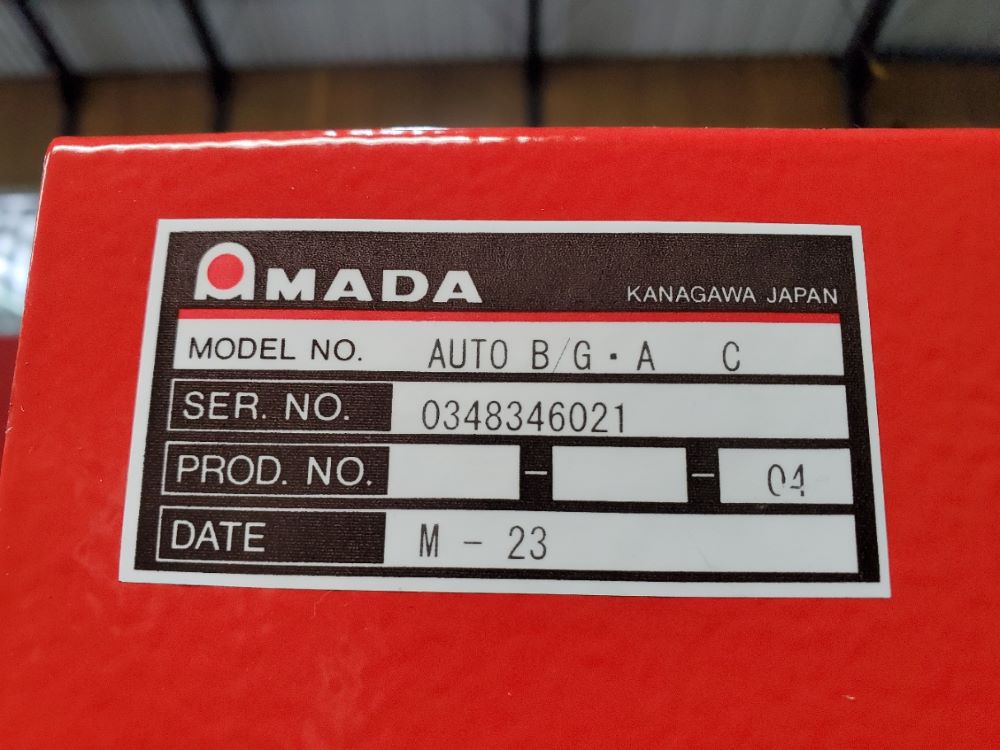 AMADA KANAGAWA JAPAN
MODEL NO. AUTO B/G・A C
SER. NO. 0348346021
PROD. NO. - - 04
DATE M - 23